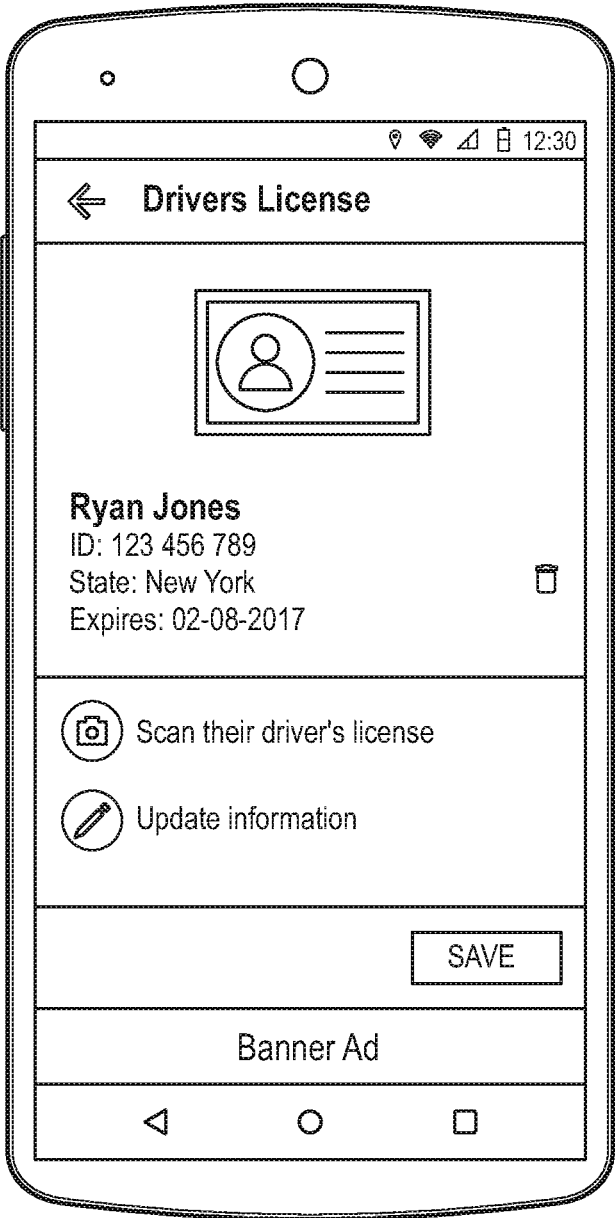 12:30
Drivers License
Ryan Jones
ID: 123 456 789
State: New York
Expires: 02-08-2017
Scan their driver's license
Update information
SAVE
Banner Ad